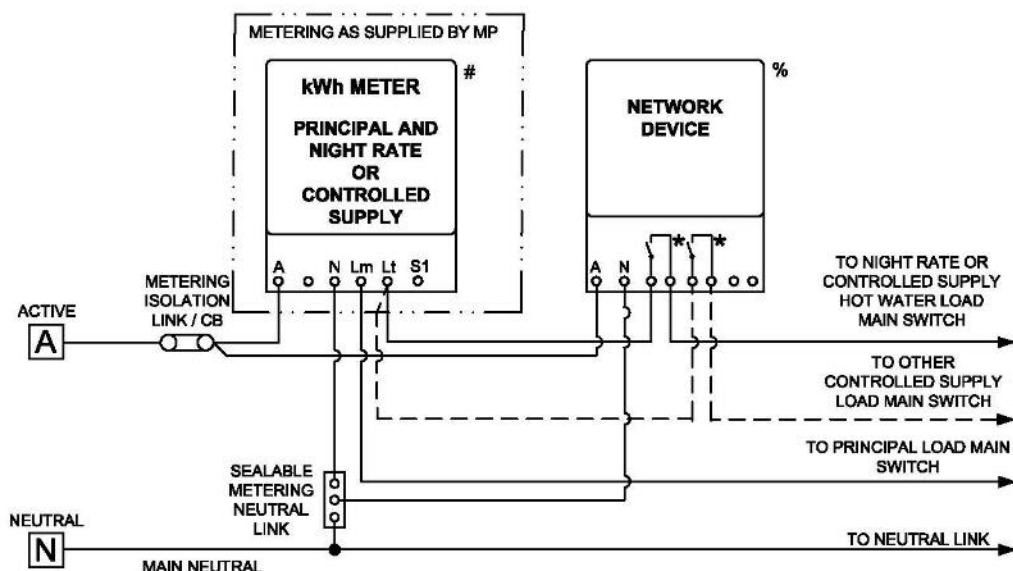 METERING AS SUPPLIED BY MP
#
%
kWh METER
PRINCIPAL AND
NIGHT RATE
OR
CONTROLLED
SUPPLY
NETWORK
DEVICE
* *
A N Lm Lt S1
A N
METERING
ISOLATION
LINK / CB
ACTIVE
A
TO NIGHT RATE OR
CONTROLLED SUPPLY
HOT WATER LOAD
MAIN SWITCH
TO OTHER
CONTROLLED SUPPLY
LOAD MAIN SWITCH
TO PRINCIPAL LOAD MAIN
SWITCH
SEALABLE
METERING
NEUTRAL
LINK
NEUTRAL
N
MAIN NEUTRAL
TO NEUTRAL LINK